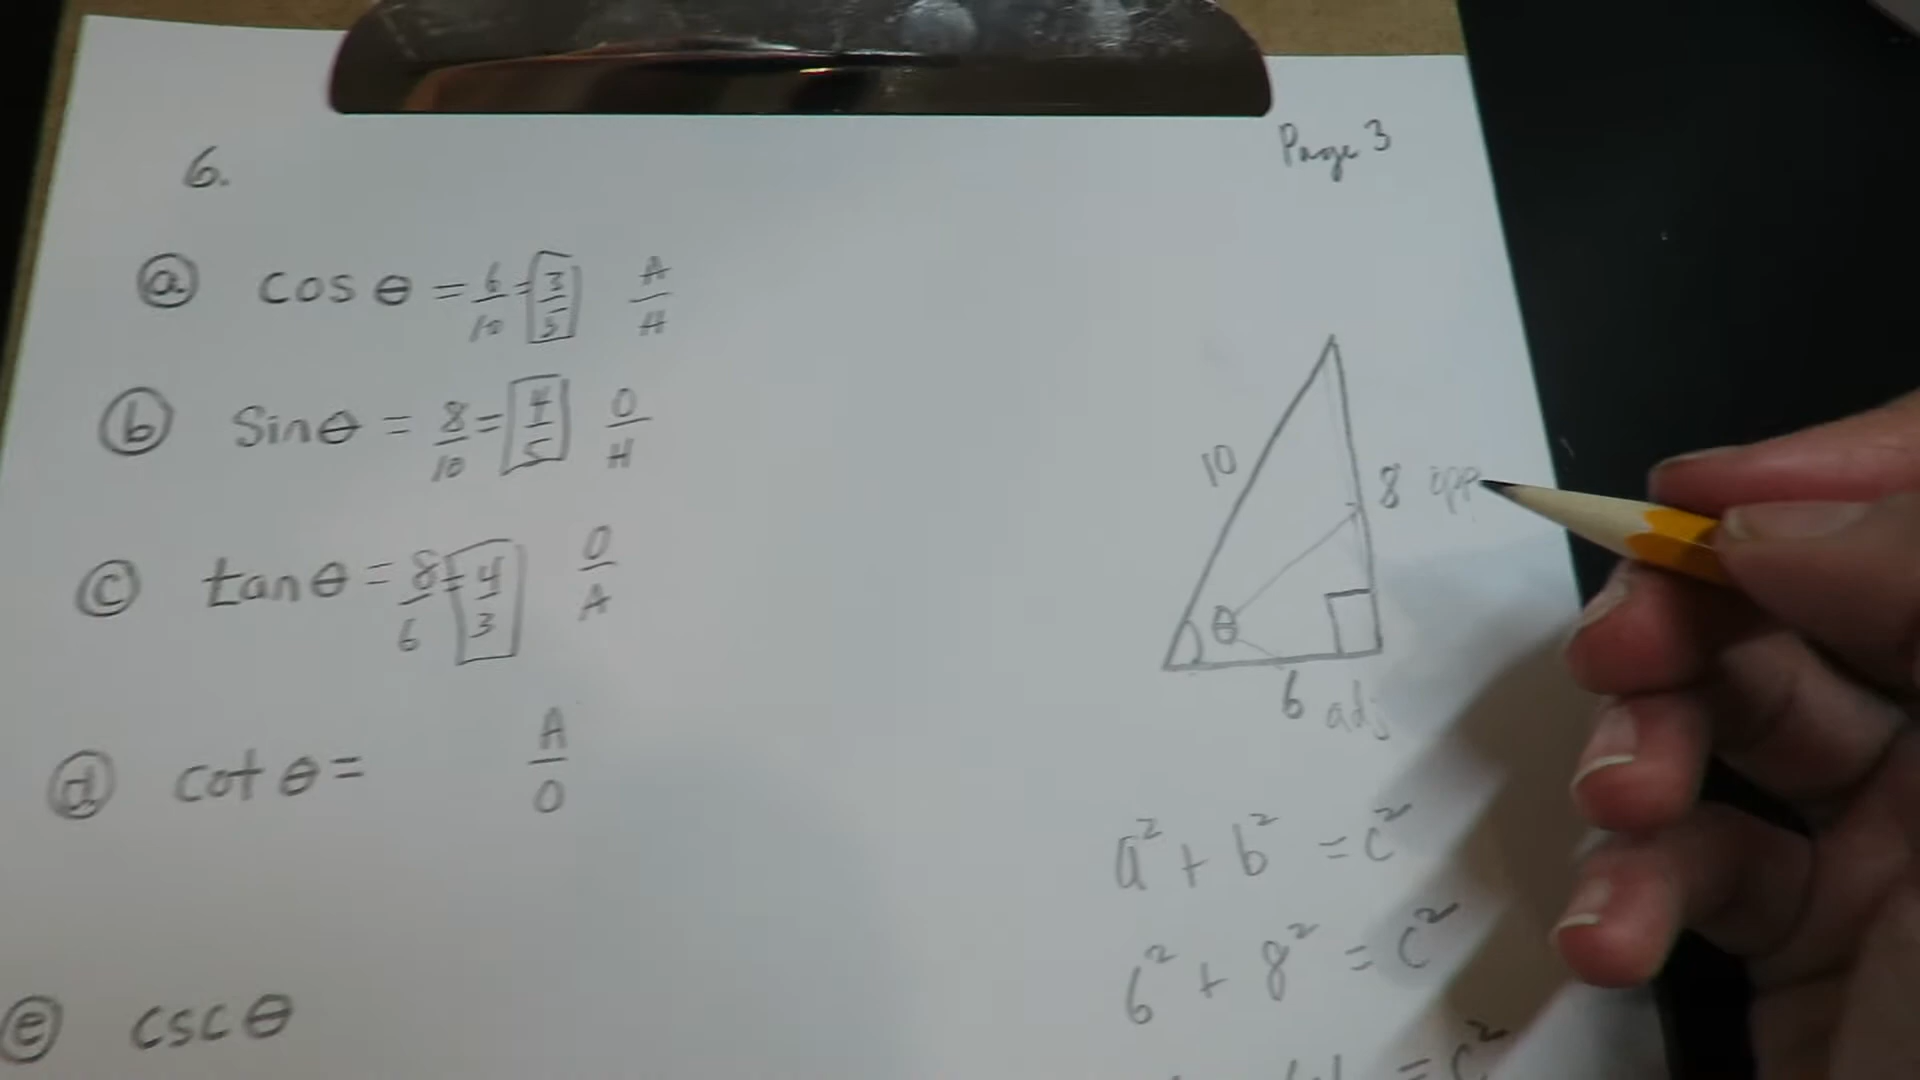 Page 3
6.
a cos θ = 6/10 = 3/5 A/H
b Sin θ = 8/10 = 4/5 O/H
c tan θ = 8/6 = 4/3 O/A
d cot θ = A/O
e csc θ
10
8 opp
θ
6 adj
a² + b² = c²
6² + 8² = c²
= c²